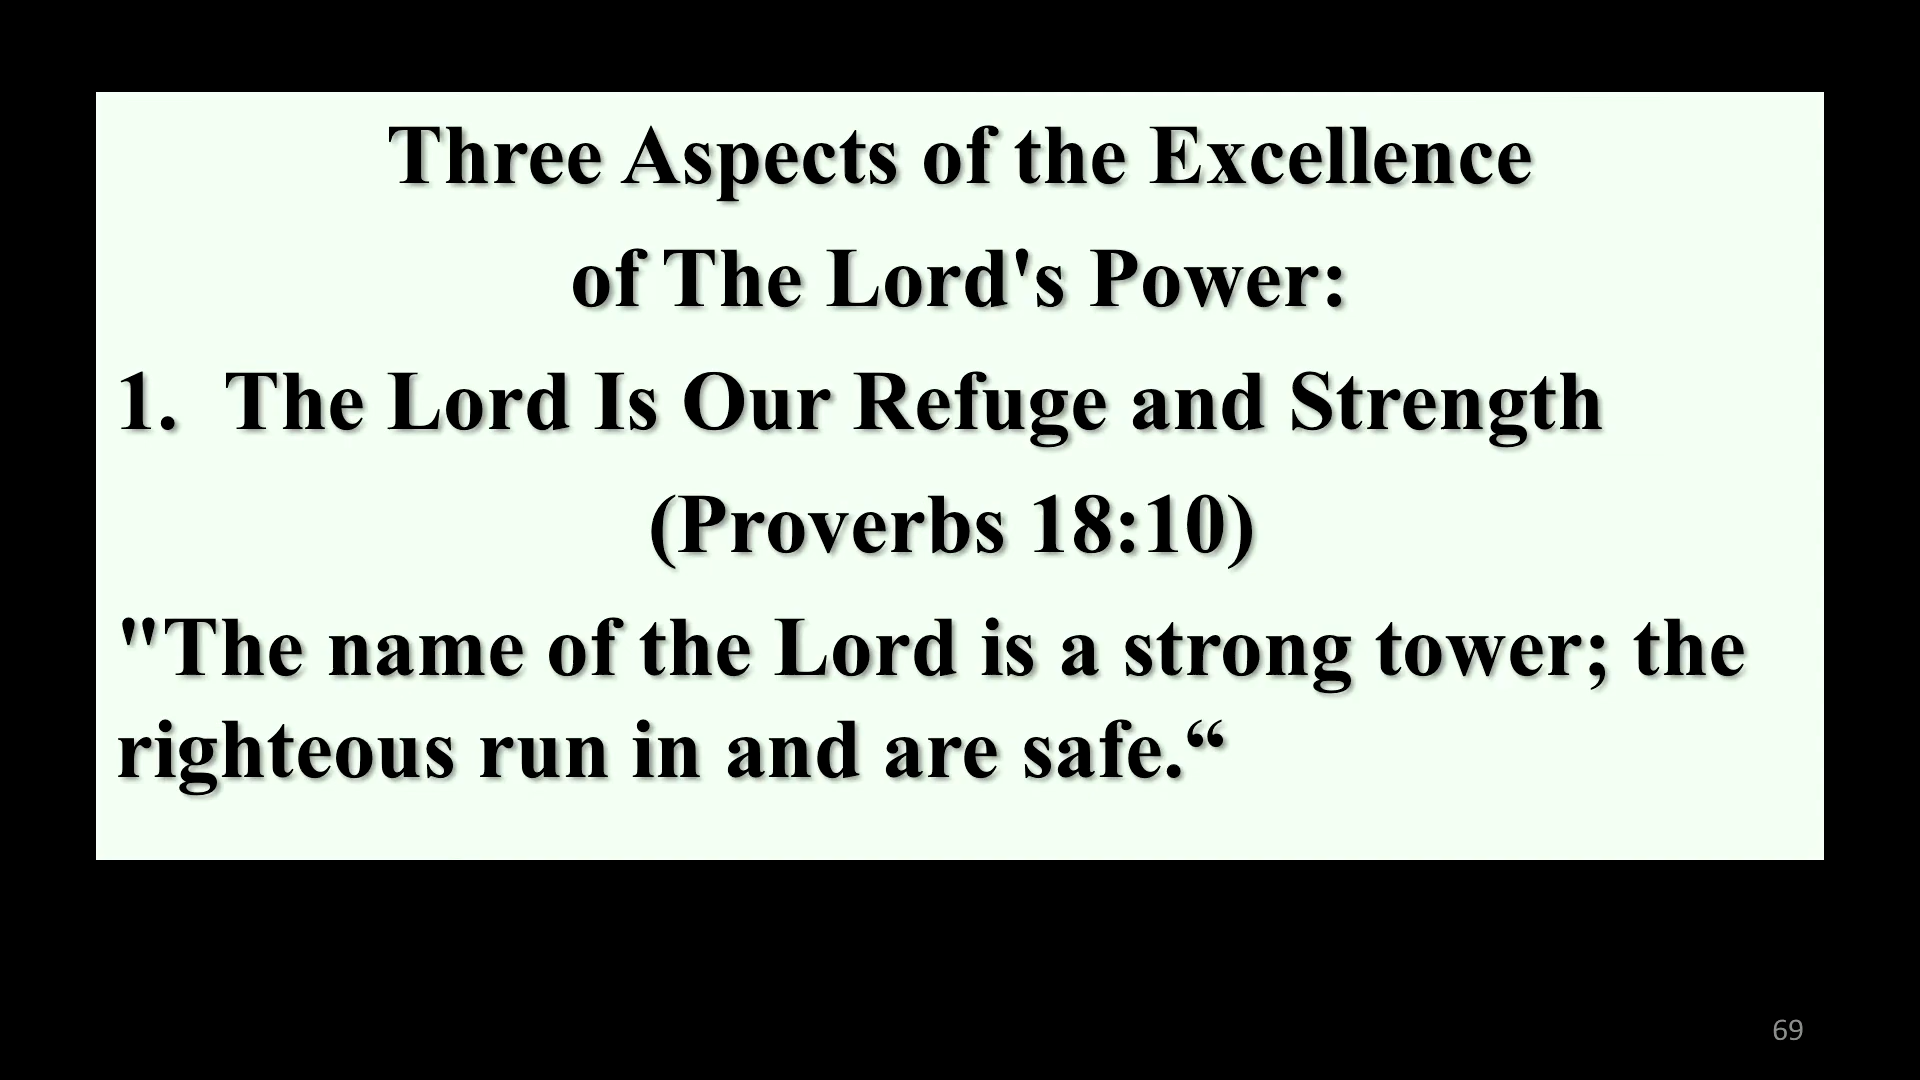 Three Aspects of the Excellence
of The Lord's Power:
1. The Lord Is Our Refuge and Strength
(Proverbs 18:10)
"The name of the Lord is a strong tower; the
righteous run in and are safe.“
69